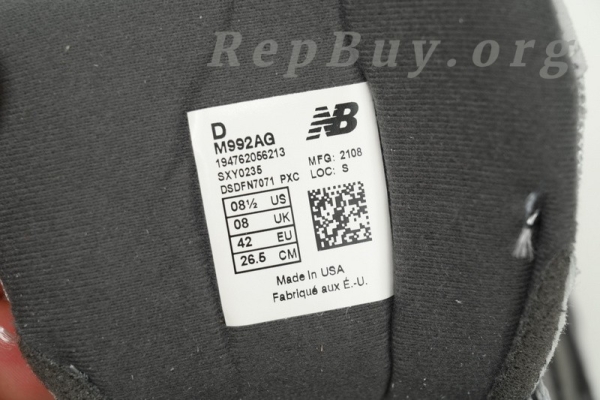 RepBuy.org
D
M992AG
194762056213
SXY0235
DSDFN7071 PXC
NB
MFG: 2108
LOC: S
08½ US
08 UK
42 EU
26.5 CM
Made in USA
Fabriqué aux É.-U.